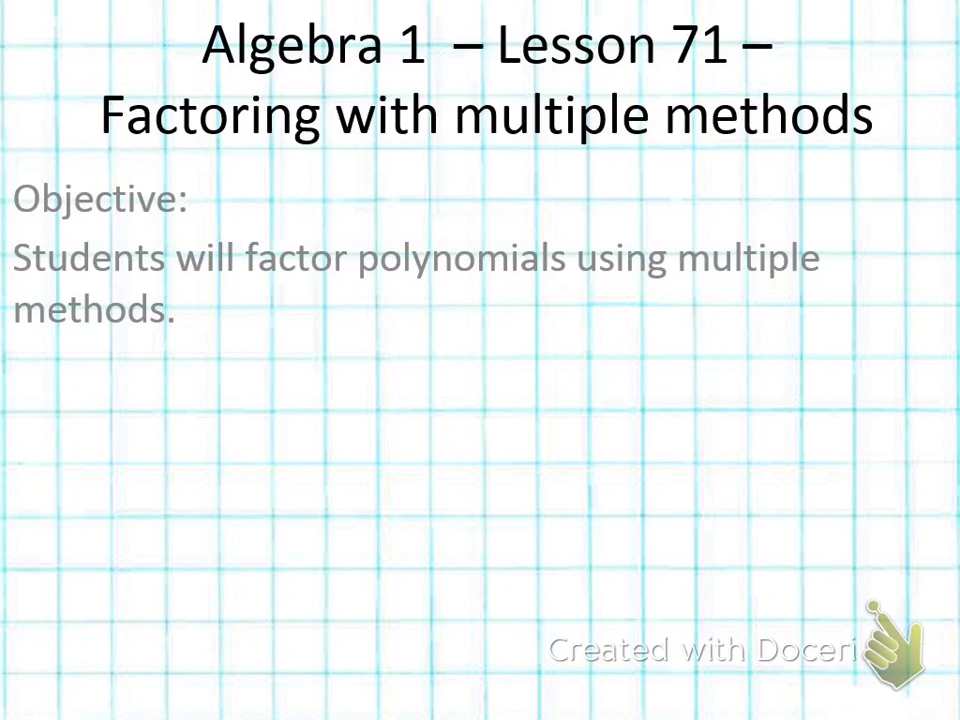 Algebra 1 – Lesson 71 –
Factoring with multiple methods
Objective:
Students will factor polynomials using multiple
methods.
Created with Doceri